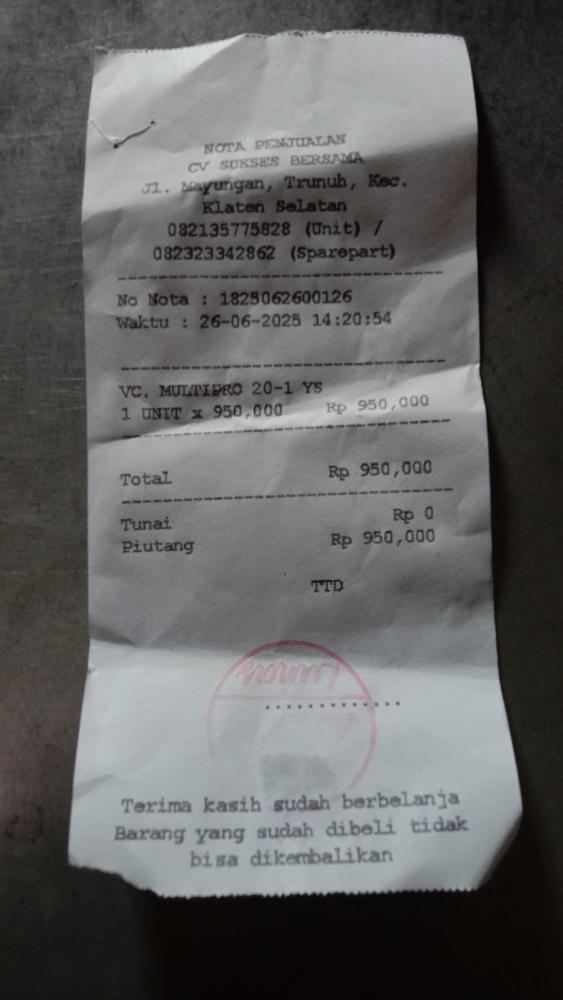 NOTA PENJUALAN
CV SUKSES BERSAMA
Jl. Mayungan, Trunuh, Kec.
Klaten Selatan
082135775828 (Unit) /
082323342862 (Sparepart)
--------------------------------
No Nota : 1825062600126
Waktu : 26-06-2025 14:20:54
--------------------------------
VC. MULTIPRO 20-1 YS
1 UNIT x 950,000 Rp 950,000
--------------------------------
Total Rp 950,000
--------------------------------
Tunai Rp 0
Piutang Rp 950,000
TTD
.............
Terima kasih sudah berbelanja
Barang yang sudah dibeli tidak
bisa dikembalikan